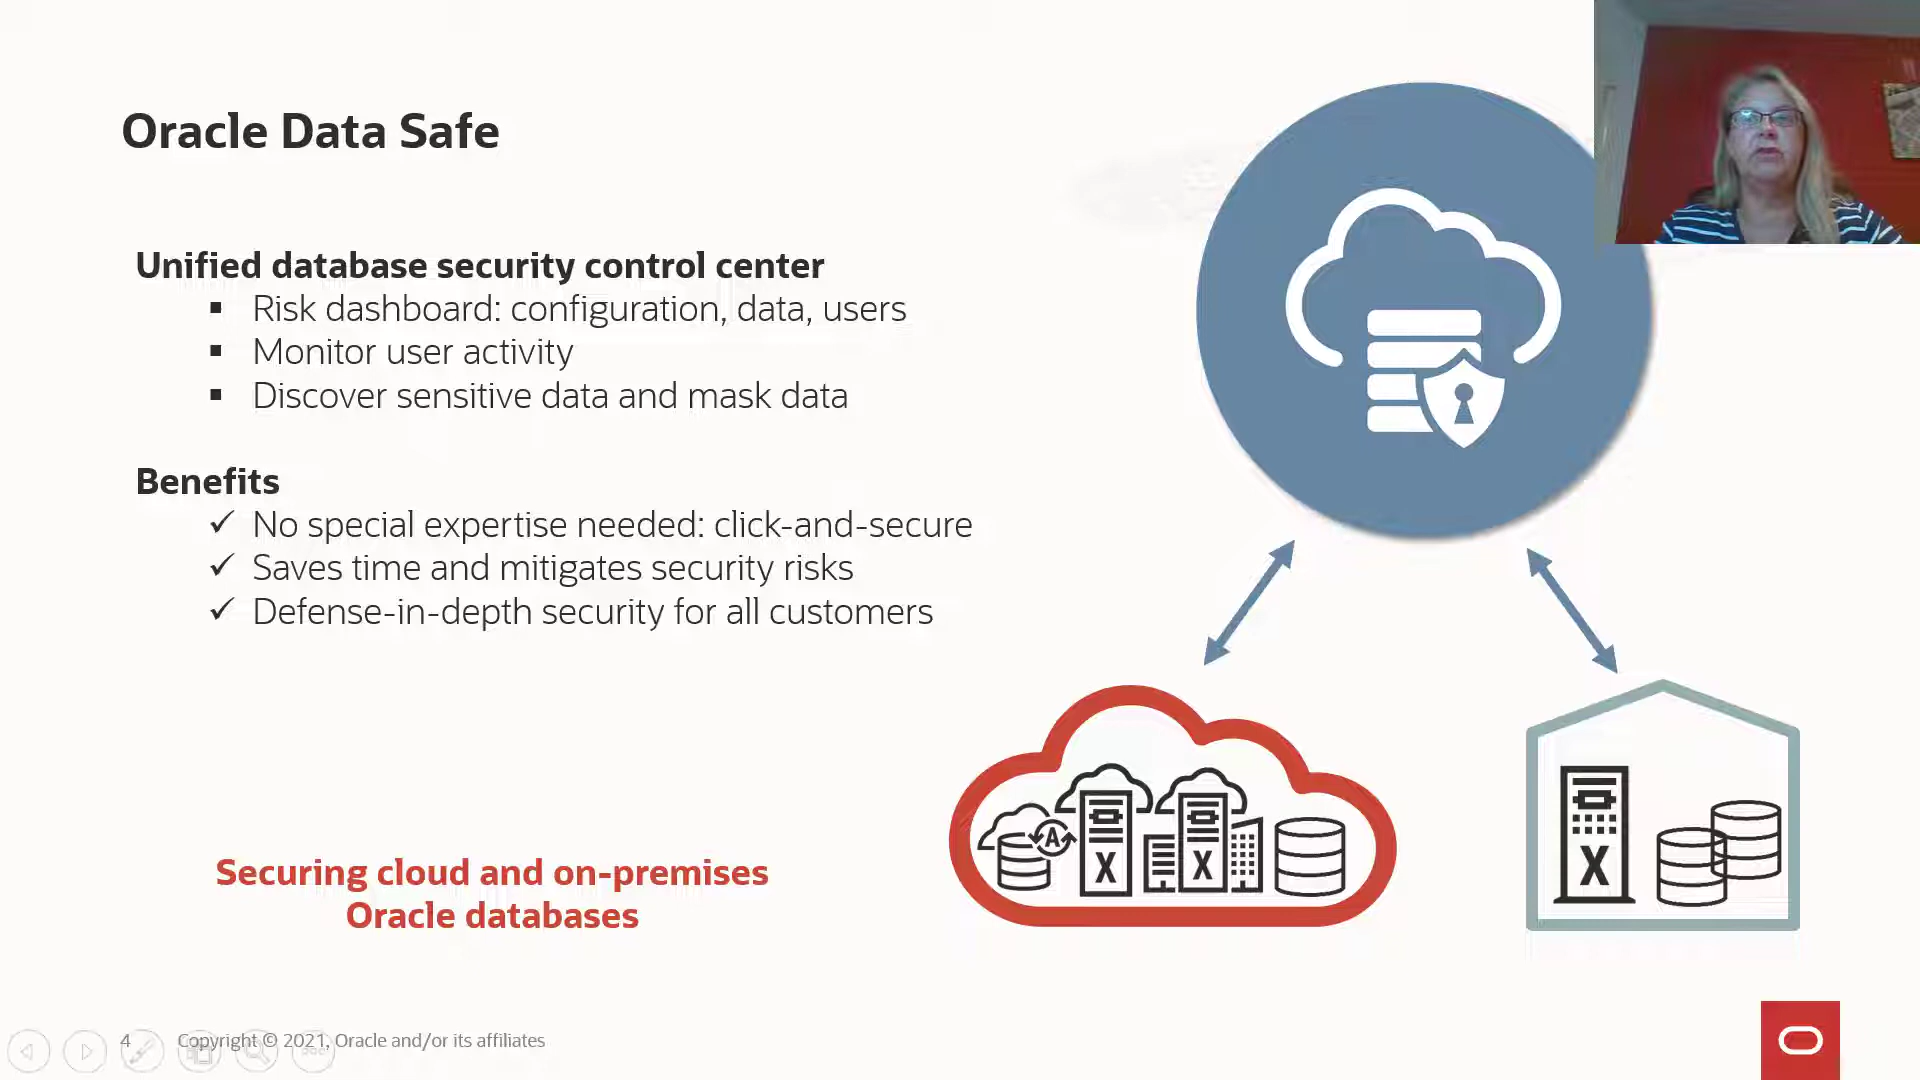 Oracle Data Safe
Unified database security control center
▪ Risk dashboard: configuration, data, users
▪ Monitor user activity
▪ Discover sensitive data and mask data
Benefits
✓ No special expertise needed: click-and-secure
✓ Saves time and mitigates security risks
✓ Defense-in-depth security for all customers
A
X
X
X
Securing cloud and on-premises
Oracle databases
4 Copyright © 2021, Oracle and/or its affiliates